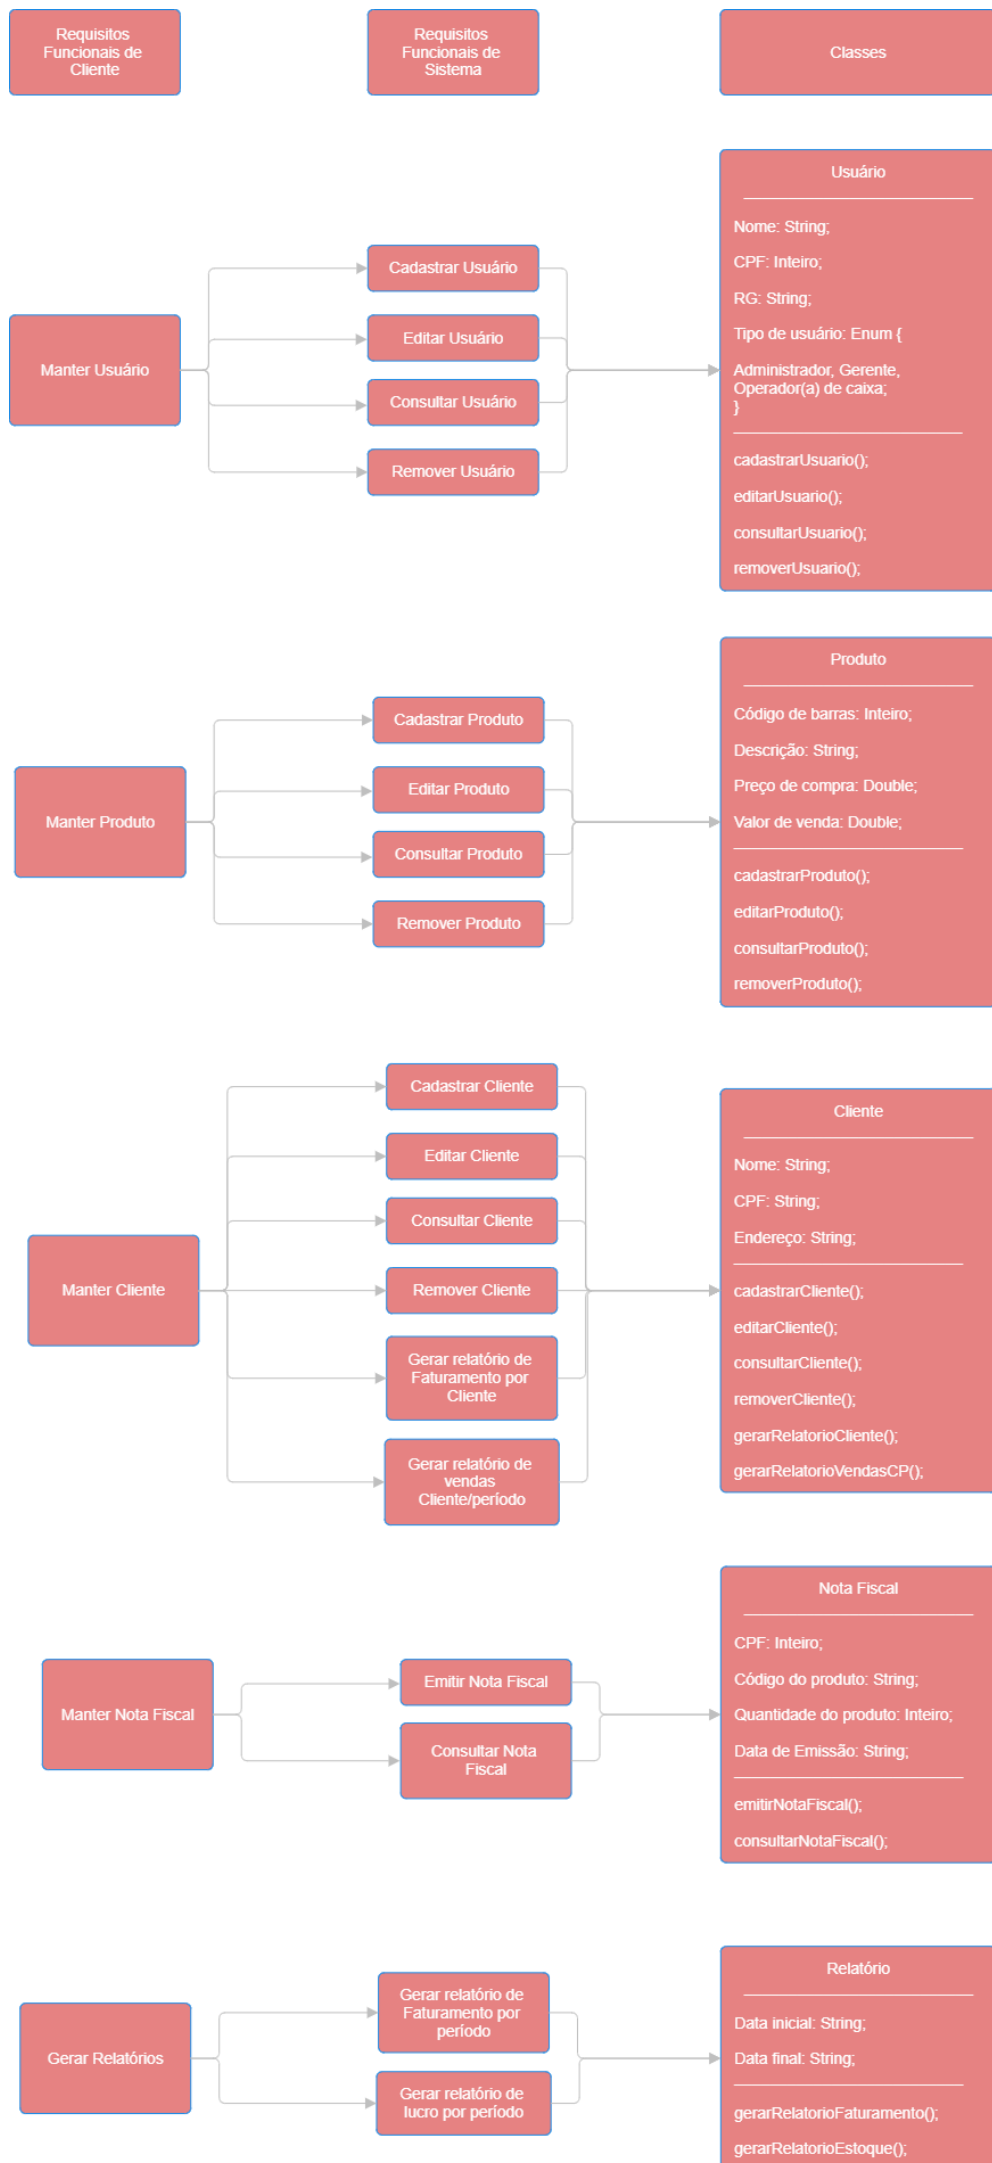 Requisitos
Funcionais de
Cliente
Requisitos
Funcionais de
Sistema
Classes
Manter Usuário
Cadastrar Usuário
Editar Usuário
Consultar Usuário
Remover Usuário
Usuário
Nome: String;
CPF: Inteiro;
RG: String;
Tipo de usuário: Enum {
Administrador, Gerente,
Operador(a) de caixa;
}
cadastrarUsuario();
editarUsuario();
consultarUsuario();
removerUsuario();
Manter Produto
Cadastrar Produto
Editar Produto
Consultar Produto
Remover Produto
Produto
Código de barras: Inteiro;
Descrição: String;
Preço de compra: Double;
Valor de venda: Double;
cadastrarProduto();
editarProduto();
consultarProduto();
removerProduto();
Manter Cliente
Cadastrar Cliente
Editar Cliente
Consultar Cliente
Remover Cliente
Gerar relatório de
Faturamento por
Cliente
Gerar relatório de
vendas
Cliente/período
Cliente
Nome: String;
CPF: String;
Endereço: String;
cadastrarCliente();
editarCliente();
consultarCliente();
removerCliente();
gerarRelatorioCliente();
gerarRelatorioVendasCP();
Manter Nota Fiscal
Emitir Nota Fiscal
Consultar Nota
Fiscal
Nota Fiscal
CPF: Inteiro;
Código do produto: String;
Quantidade do produto: Inteiro;
Data de Emissão: String;
emitirNotaFiscal();
consultarNotaFiscal();
Gerar Relatórios
Gerar relatório de
Faturamento por
período
Gerar relatório de
lucro por período
Relatório
Data inicial: String;
Data final: String;
gerarRelatorioFaturamento();
gerarRelatorioEstoque();